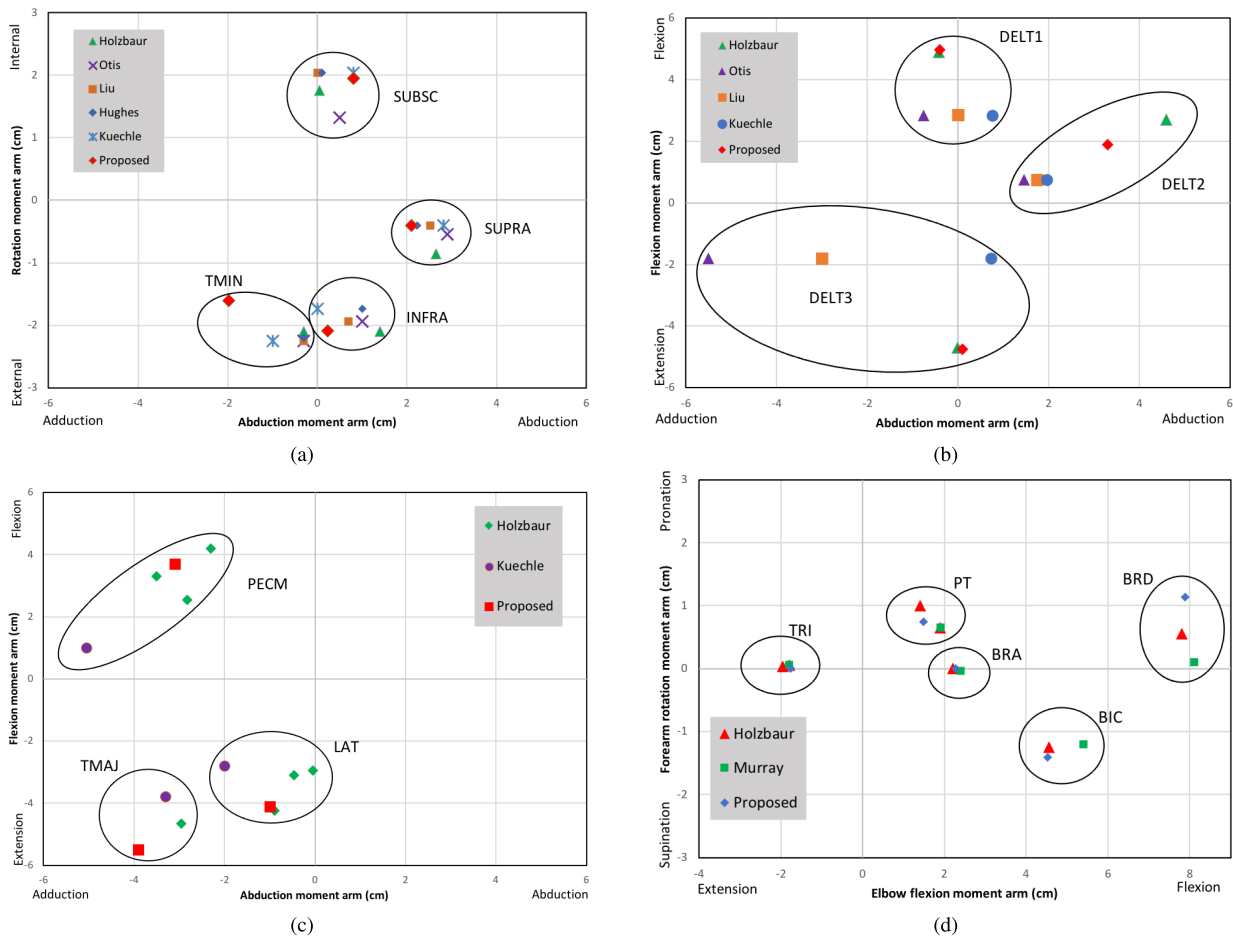 3
2
1
0
-1
-2
-3
Internal
External
Rotation moment arm (cm)
Holzbaur
Otis
Liu
Hughes
Kuechle
Proposed
SUBSC
SUPRA
TMIN
INFRA
-6
-4
-2
0
2
4
6
Adduction
Abduction moment arm (cm)
Abduction
(a)
6
4
2
0
-2
-4
-6
Flexion
Extension
Flexion moment arm (cm)
Holzbaur
Otis
Liu
Kuechle
Proposed
DELT1
DELT2
DELT3
-6
-4
-2
0
2
4
6
Adduction
Abduction moment arm (cm)
Abduction
(b)
6
4
2
0
-2
-4
-6
Flexion
Extension
Flexion moment arm (cm)
Holzbaur
Kuechle
Proposed
PECM
LAT
TMAJ
-6
-4
-2
0
2
4
6
Adduction
Abduction moment arm (cm)
Abduction
(c)
3
2
1
0
-1
-2
-3
Pronation
Supination
Forearm rotation moment arm (cm)
PT
BRD
TRI
BRA
BIC
Holzbaur
Murray
Proposed
-4
-2
0
2
4
6
8
Extension
Elbow flexion moment arm (cm)
Flexion
(d)